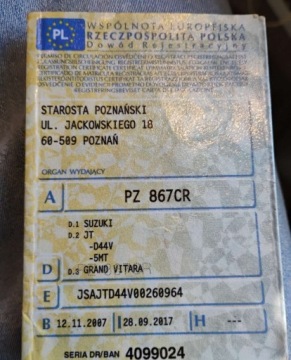 PL
WSPÓLNOTA EUROPEJSKA
RZECZPOSPOLITA POLSKA
Dowód Rejestracyjny
STAROSTA POZNAŃSKI
UL. JACKOWSKIEGO 18
60-509 POZNAŃ
ORGAN WYDAJĄCY
A PZ 867CR
D.1 SUZUKI
D.2 JT
-D44V
-5MT
D D.3 GRAND VITARA
E JSAJTD44V00260964
B 12.11.2007 I 28.09.2017 H ---
SERIA DR/BAN 4099024